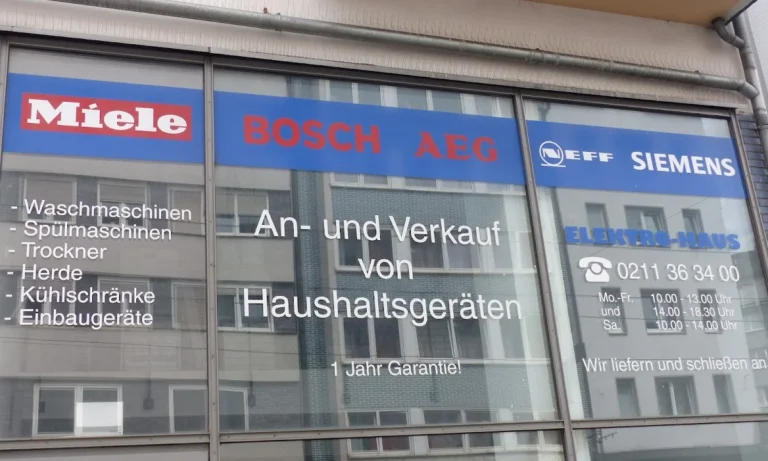 Miele
- Waschmaschinen
- Spülmaschinen
- Trockner
- Herde
- Kühlschränke
- Einbaugeräte
BOSCH AEG
An- und Verkauf
von
Haushaltsgeräten
1 Jahr Garantie!
NEFF SIEMENS
ELEKTRO-HAUS
0211 36 34 00
Mo.-Fr. 10.00 - 13.00 Uhr
und 14.00 - 18.30 Uhr
Sa. 10.00 - 14.00 Uhr
Wir liefern und schließen an!